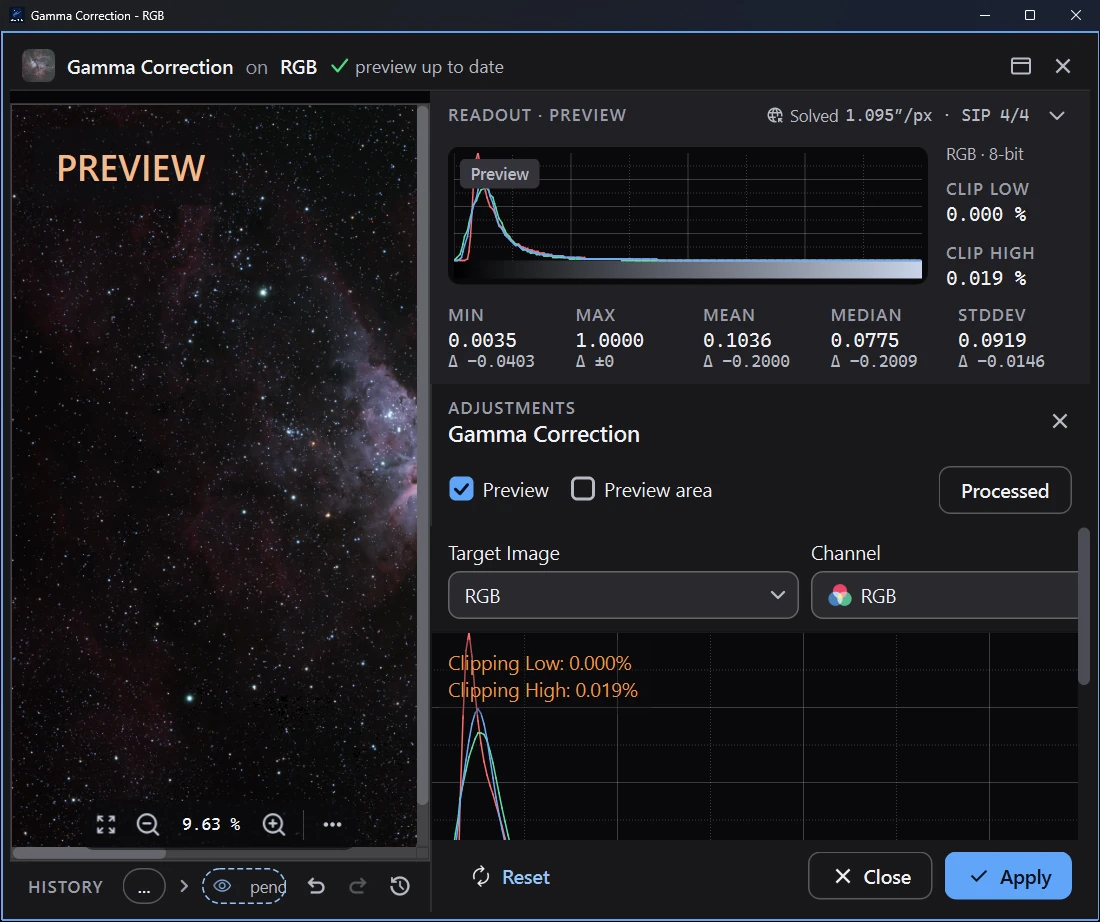 Gamma Correction - RGB
Gamma Correction on RGB preview up to date
PREVIEW
READOUT · PREVIEW
Solved 1.095″/px · SIP 4/4
Preview
RGB · 8-bit
CLIP LOW
0.000 %
CLIP HIGH
0.019 %
MIN MAX MEAN MEDIAN STDDEV
0.0035 1.0000 0.1036 0.0775 0.0919
Δ −0.0403 Δ ±0 Δ −0.2000 Δ −0.2009 Δ −0.0146
ADJUSTMENTS
Gamma Correction
Preview Preview area Processed
Target Image Channel
RGB RGB
Clipping Low: 0.000%
Clipping High: 0.019%
9.63 %
HISTORY ... pend
Reset Close Apply